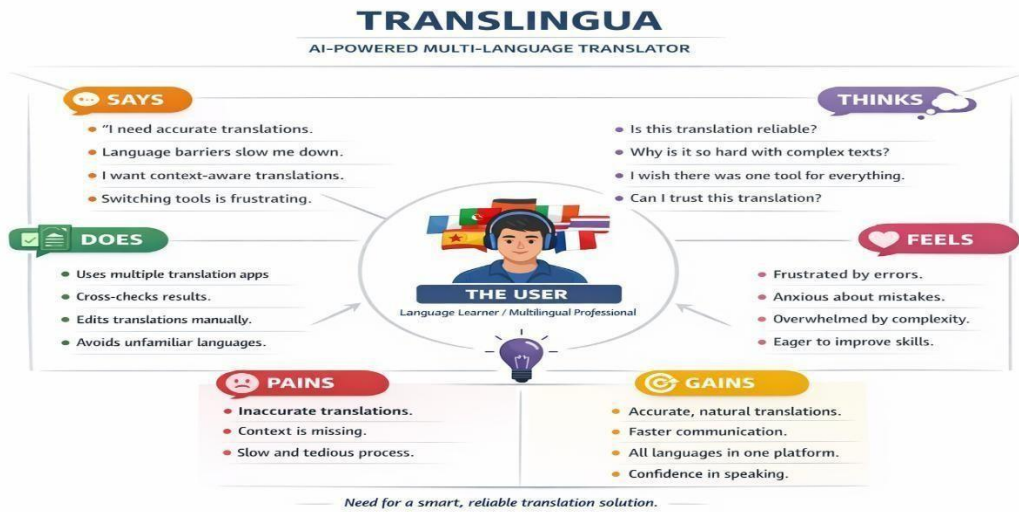 TRANSLINGUA
AI-POWERED MULTI-LANGUAGE TRANSLATOR
SAYS
• "I need accurate translations.
• Language barriers slow me down.
• I want context-aware translations.
• Switching tools is frustrating.
THINKS
• Is this translation reliable?
• Why is it so hard with complex texts?
• I wish there was one tool for everything.
• Can I trust this translation?
DOES
• Uses multiple translation apps
• Cross-checks results.
• Edits translations manually.
• Avoids unfamiliar languages.
THE USER
Language Learner / Multilingual Professional
FEELS
• Frustrated by errors.
• Anxious about mistakes.
• Overwhelmed by complexity.
• Eager to improve skills.
PAINS
• Inaccurate translations.
• Context is missing.
• Slow and tedious process.
GAINS
• Accurate, natural translations.
• Faster communication.
• All languages in one platform.
• Confidence in speaking.
Need for a smart, reliable translation solution.